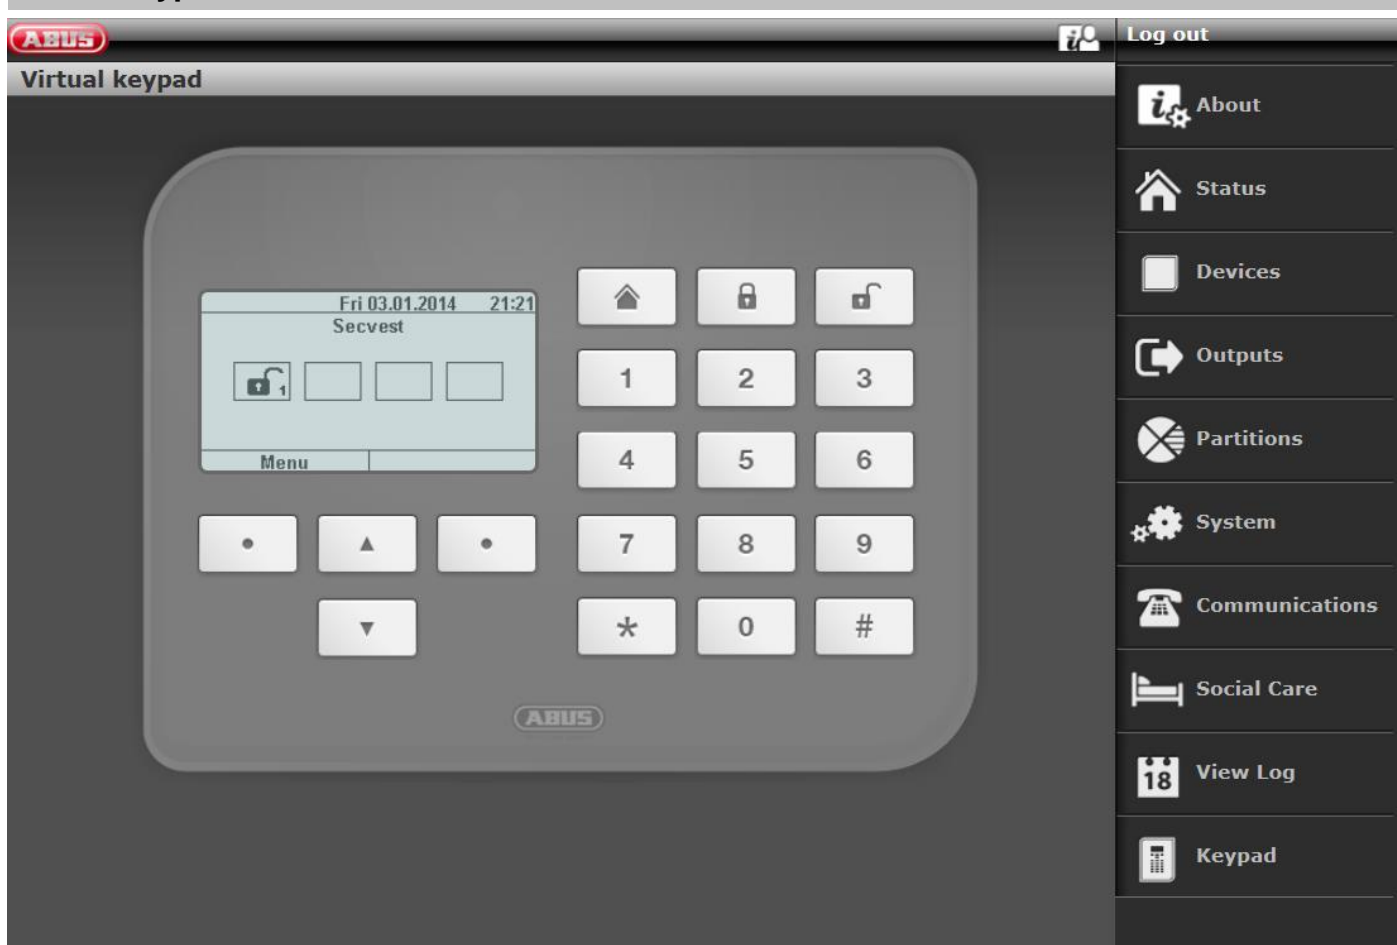 ABUS
Log out
Virtual keypad
About
Status
Devices
Outputs
Partitions
System
Communications
Social Care
18
View Log
Keypad
Fri 03.01.2014 21:21
Secvest
1
Menu
1 2 3
4 5 6
7 8 9
* 0 #
ABUS